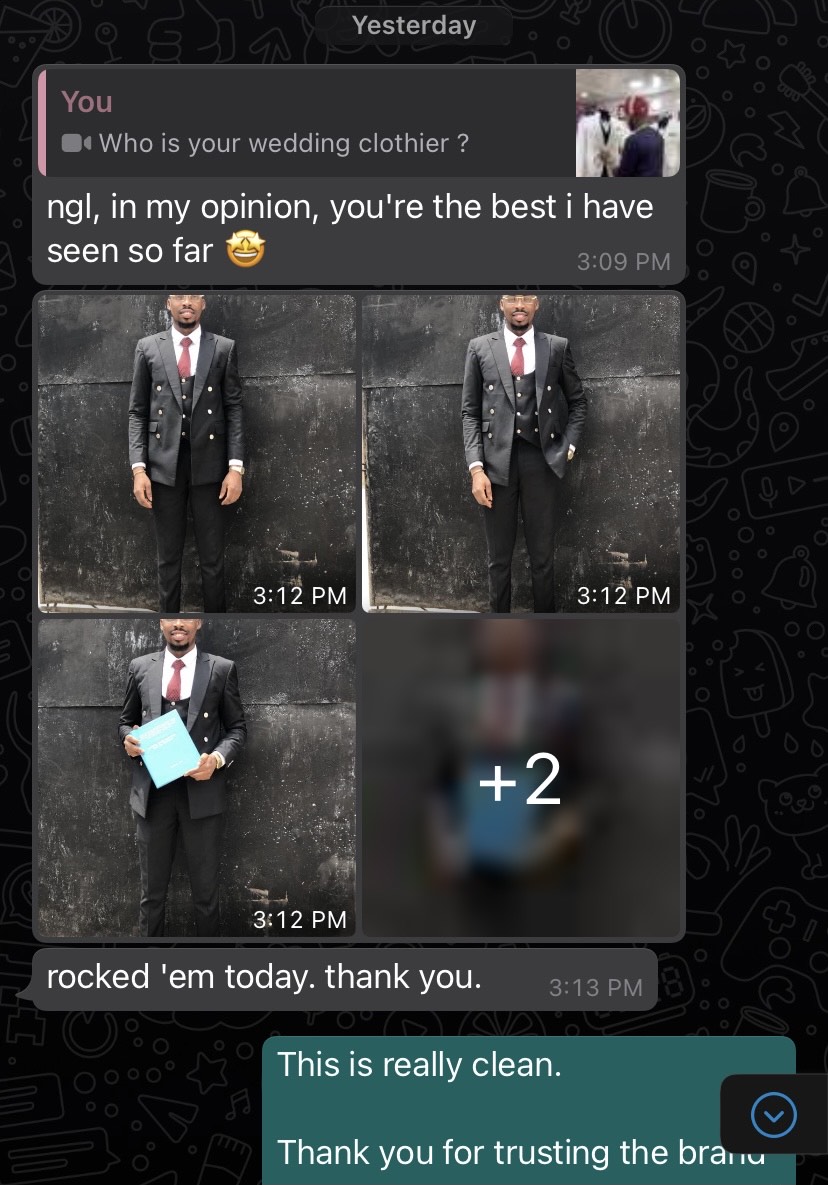 Yesterday
You
Who is your wedding clothier ?
ngl, in my opinion, you're the best i have
seen so far 🤩
3:09 PM
3:12 PM
3:12 PM
3:12 PM
+2
rocked 'em today. thank you.
3:13 PM
This is really clean.
Thank you for trusting the brand